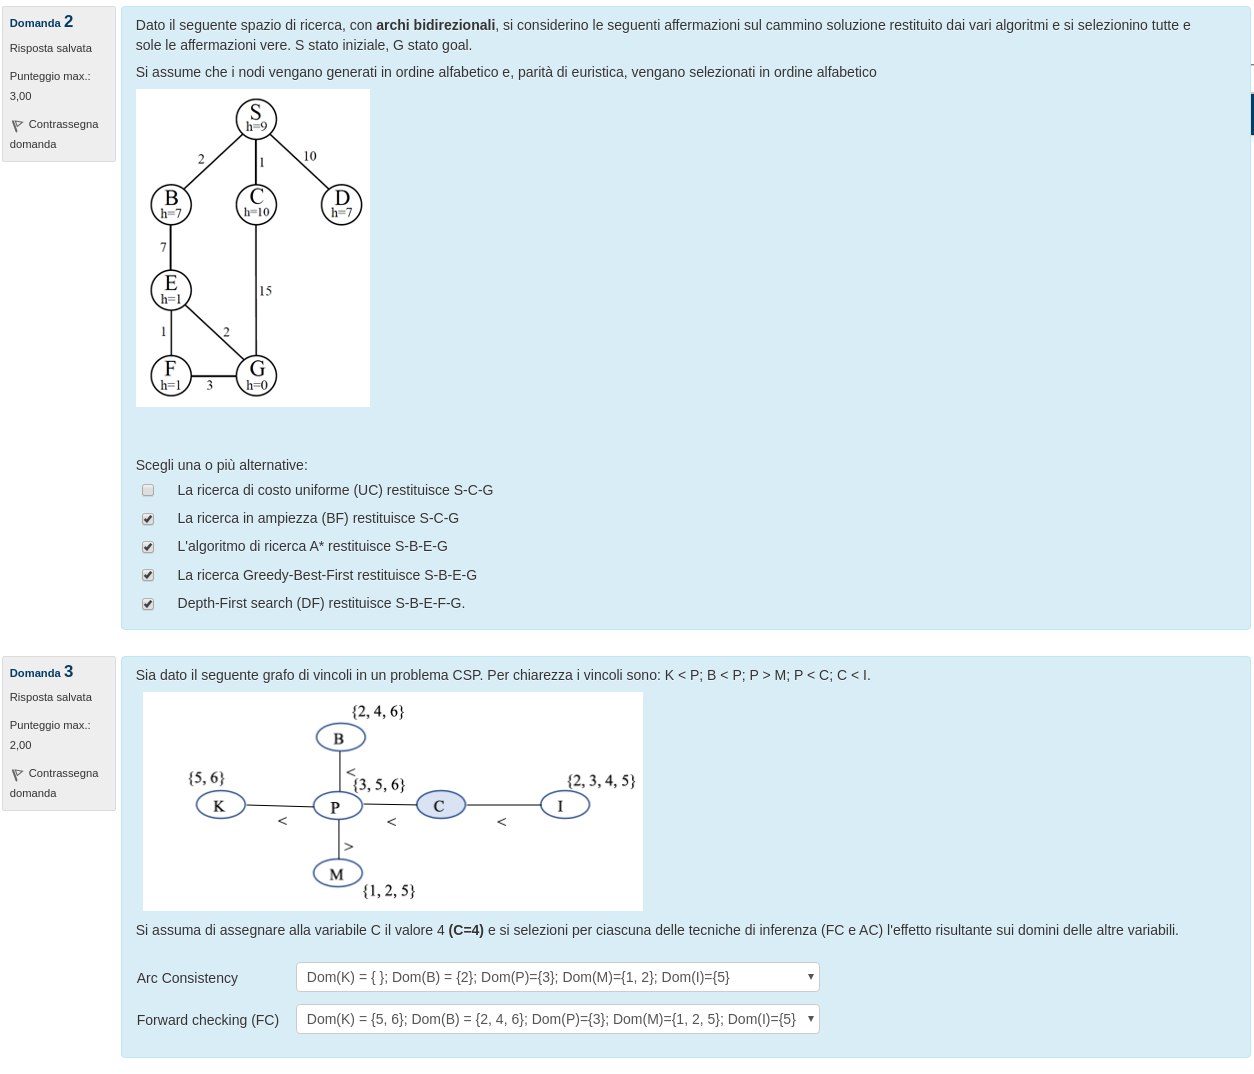 Domanda 2
Risposta salvata
Punteggio max.:
3,00
Contrassegna
domanda
Dato il seguente spazio di ricerca, con archi bidirezionali, si considerino le seguenti affermazioni sul cammino soluzione restituito dai vari algoritmi e si selezionino tutte e
sole le affermazioni vere. S stato iniziale, G stato goal.
Si assume che i nodi vengano generati in ordine alfabetico e, parità di euristica, vengano selezionati in ordine alfabetico
S
h=9
2
1
10
B
h=7
C
h=10
D
h=7
7
E
h=1
15
1
2
F
h=1
3
G
h=0
Scegli una o più alternative:
La ricerca di costo uniforme (UC) restituisce S-C-G
La ricerca in ampiezza (BF) restituisce S-C-G
L'algoritmo di ricerca A* restituisce S-B-E-G
La ricerca Greedy-Best-First restituisce S-B-E-G
Depth-First search (DF) restituisce S-B-E-F-G.
Domanda 3
Risposta salvata
Punteggio max.:
2,00
Contrassegna
domanda
Sia dato il seguente grafo di vincoli in un problema CSP. Per chiarezza i vincoli sono: K < P; B < P; P > M; P < C; C < I.
{2, 4, 6}
B
<
{5, 6}
{3, 5, 6}
{2, 3, 4, 5}
K
P
C
I
<
<
<
>
M
{1, 2, 5}
Si assuma di assegnare alla variabile C il valore 4 (C=4) e si selezioni per ciascuna delle tecniche di inferenza (FC e AC) l'effetto risultante sui domini delle altre variabili.
Arc Consistency
Dom(K) = { }; Dom(B) = {2}; Dom(P)={3}; Dom(M)={1, 2}; Dom(I)={5}
Forward checking (FC)
Dom(K) = {5, 6}; Dom(B) = {2, 4, 6}; Dom(P)={3}; Dom(M)={1, 2, 5}; Dom(I)={5}